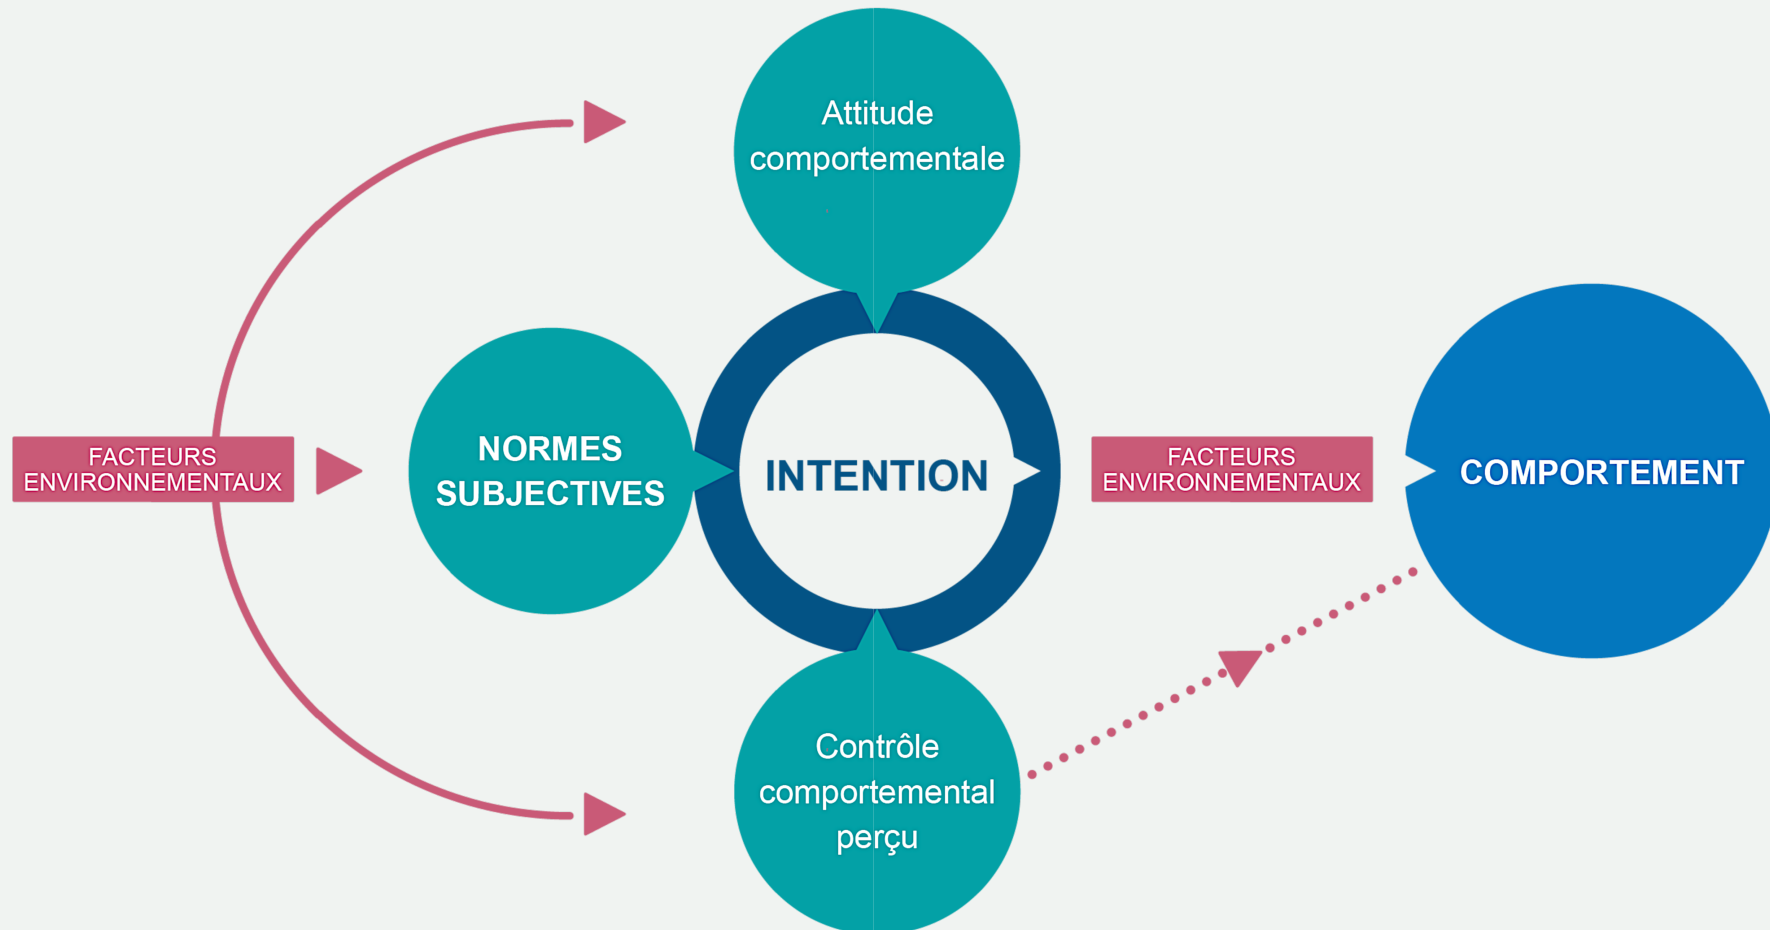 Attitude
comportementale
FACTEURS
ENVIRONNEMENTAUX
NORMES
SUBJECTIVES
INTENTION
FACTEURS
ENVIRONNEMENTAUX
COMPORTEMENT
Contrôle
comportemental
perçu